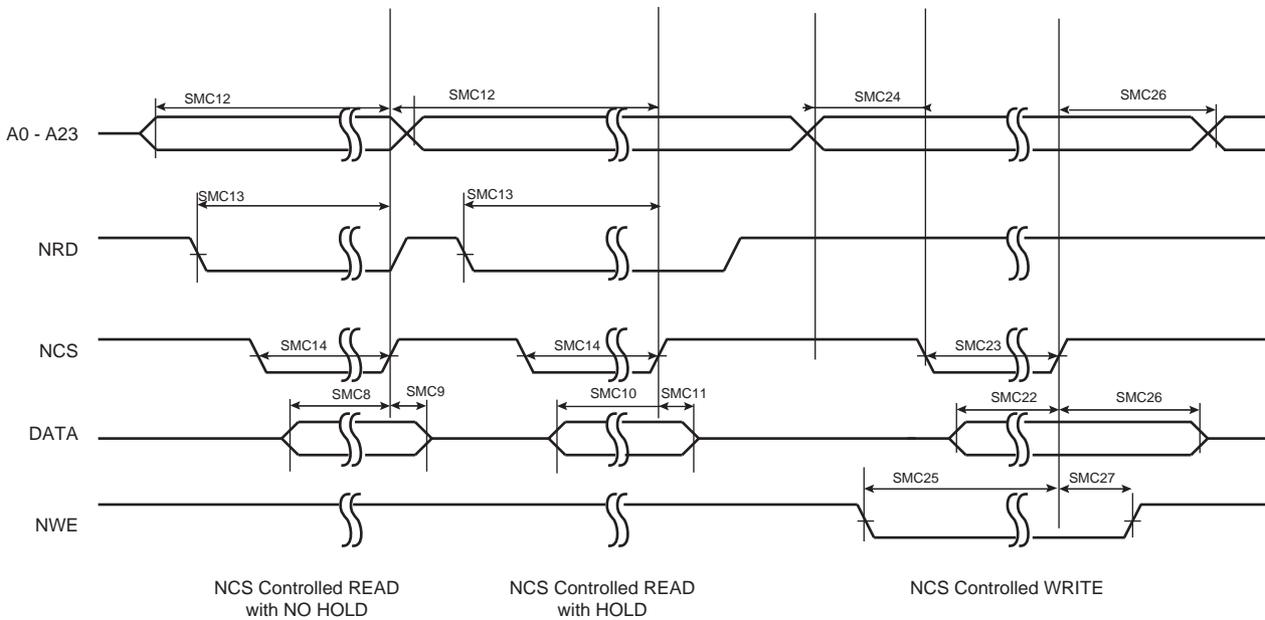 SMC12
SMC12
SMC24
SMC26
A0 - A23
SMC13
SMC13
NRD
NCS
SMC14
SMC14
SMC23
SMC8
SMC9
SMC10
SMC11
SMC22
SMC26
DATA
SMC25
SMC27
NWE
NCS Controlled READ
with NO HOLD
NCS Controlled READ
with HOLD
NCS Controlled WRITE